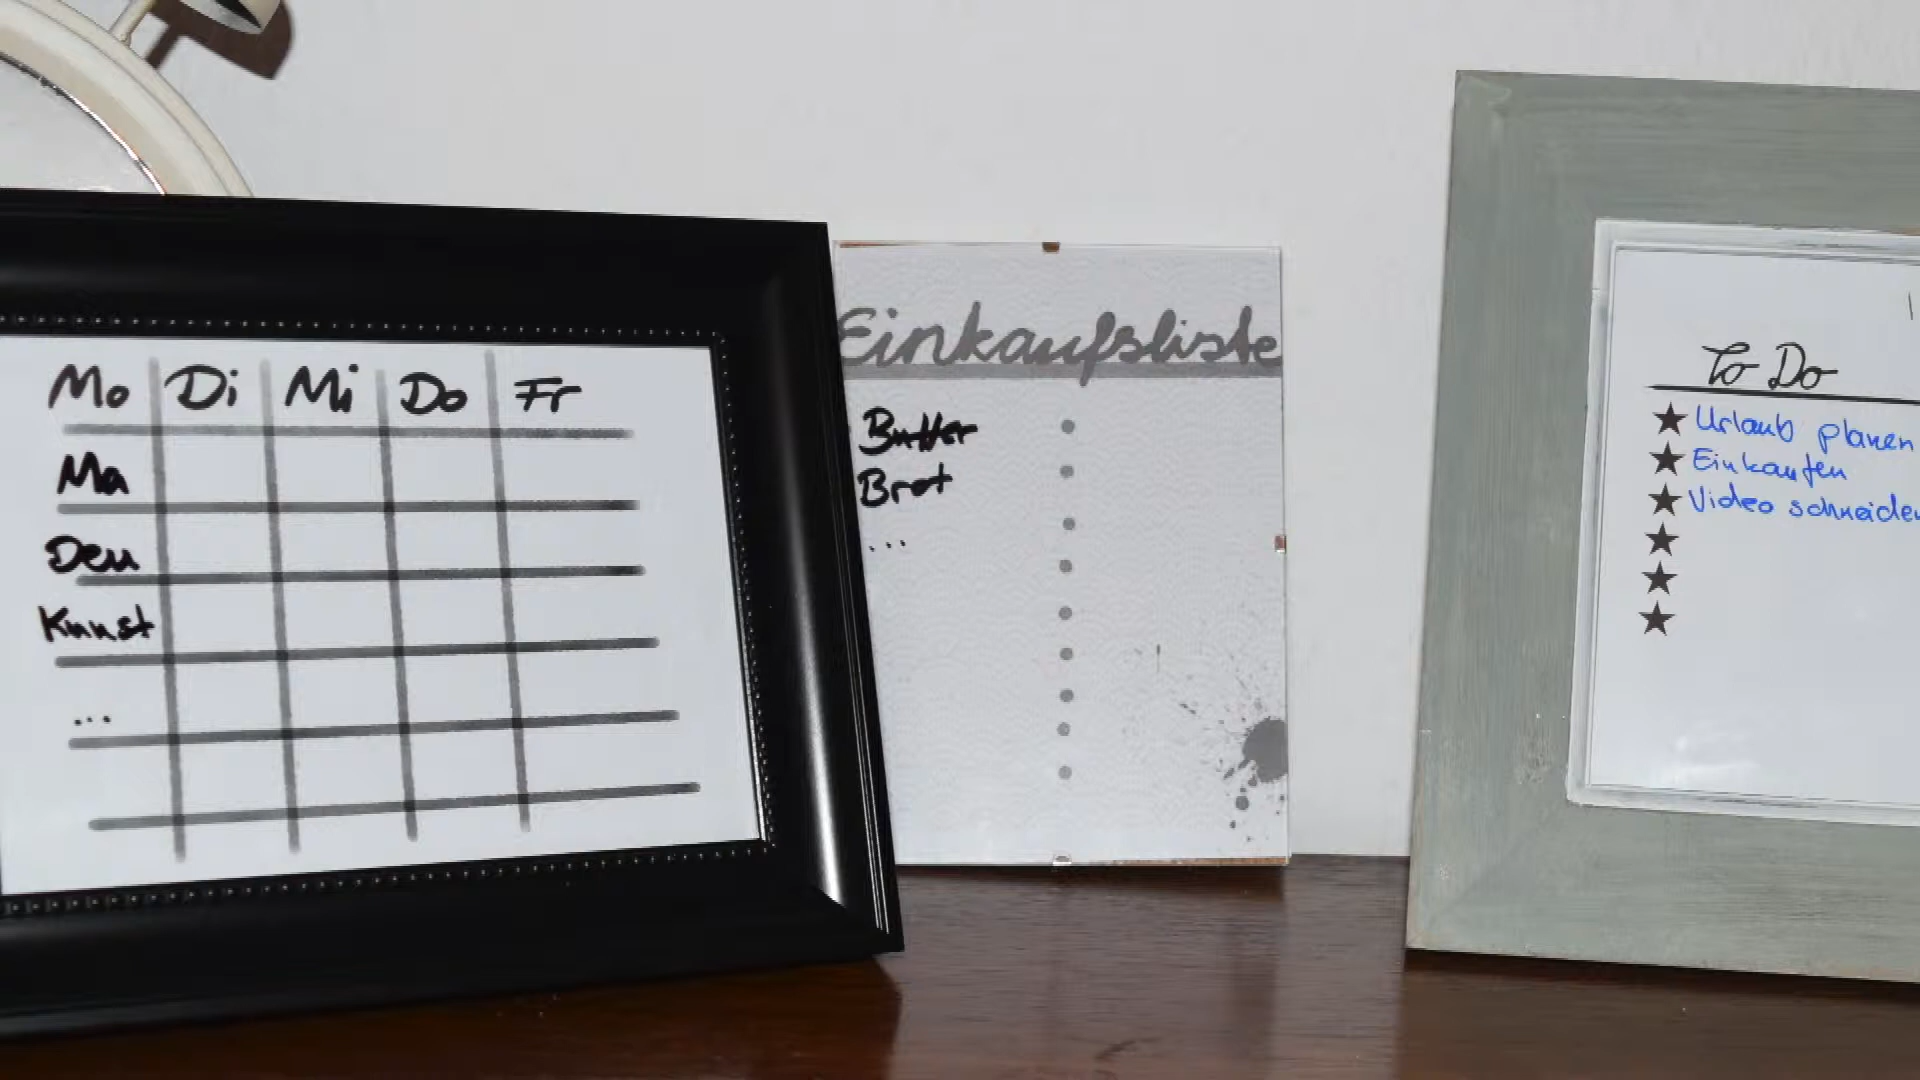 Mo Di Mi Do Fr
Ma
Deu
Kunst
...
Einkaufsliste
Butter
Brot
...
To Do
Urlaub planen
Einkaufen
Video schneiden